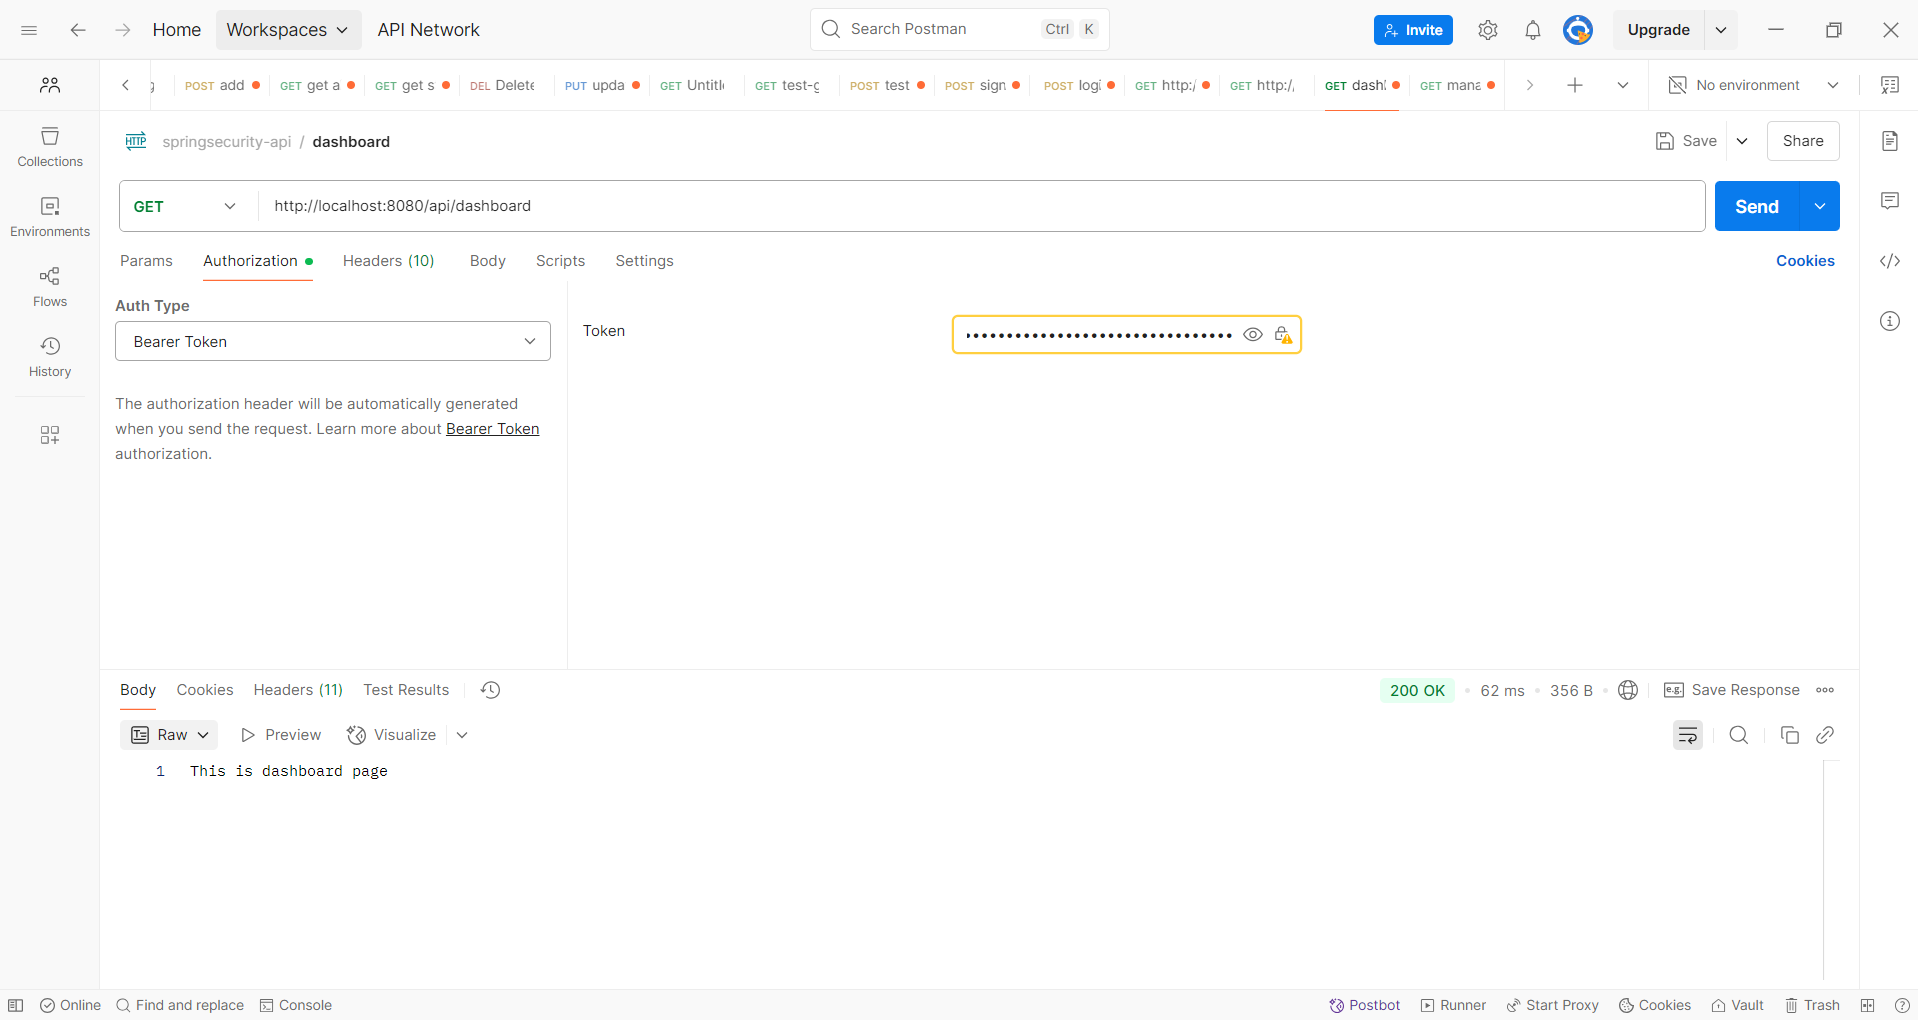 Home Workspaces API Network Search Postman Ctrl K Invite Upgrade
POST add GET get a GET get s DEL Delete PUT upda GET Untitl GET test-g POST test POST sign POST logi GET http:/ GET http:/ GET dash GET mana No environment
Collections
Environments
Flows
History
HTTP springsecurity-api / dashboard Save Share
GET http://localhost:8080/api/dashboard Send
Params Authorization Headers (10) Body Scripts Settings Cookies
Auth Type
Bearer Token
Token
The authorization header will be automatically generated
when you send the request. Learn more about Bearer Token
authorization.
Body Cookies Headers (11) Test Results 200 OK 62 ms 356 B e.g. Save Response
Raw Preview Visualize
1 This is dashboard page
Online Find and replace Console Postbot Runner Start Proxy Cookies Vault Trash